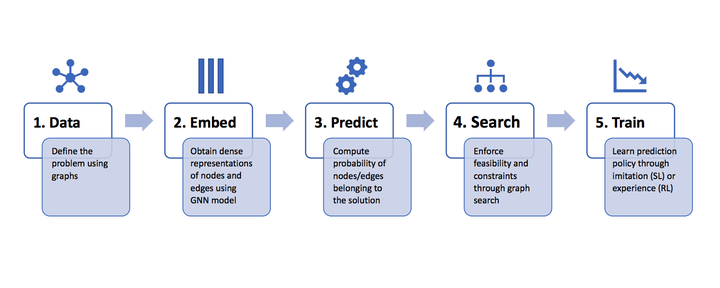 1. Data
Define the
problem using
graphs
2. Embed
Obtain dense
representations
of nodes and
edges using
GNN model
3. Predict
Compute
probability of
nodes/edges
belonging to
the solution
4. Search
Enforce
feasibility and
constraints
through graph
search
5. Train
Learn prediction
policy through
imitation (SL) or
experience (RL)